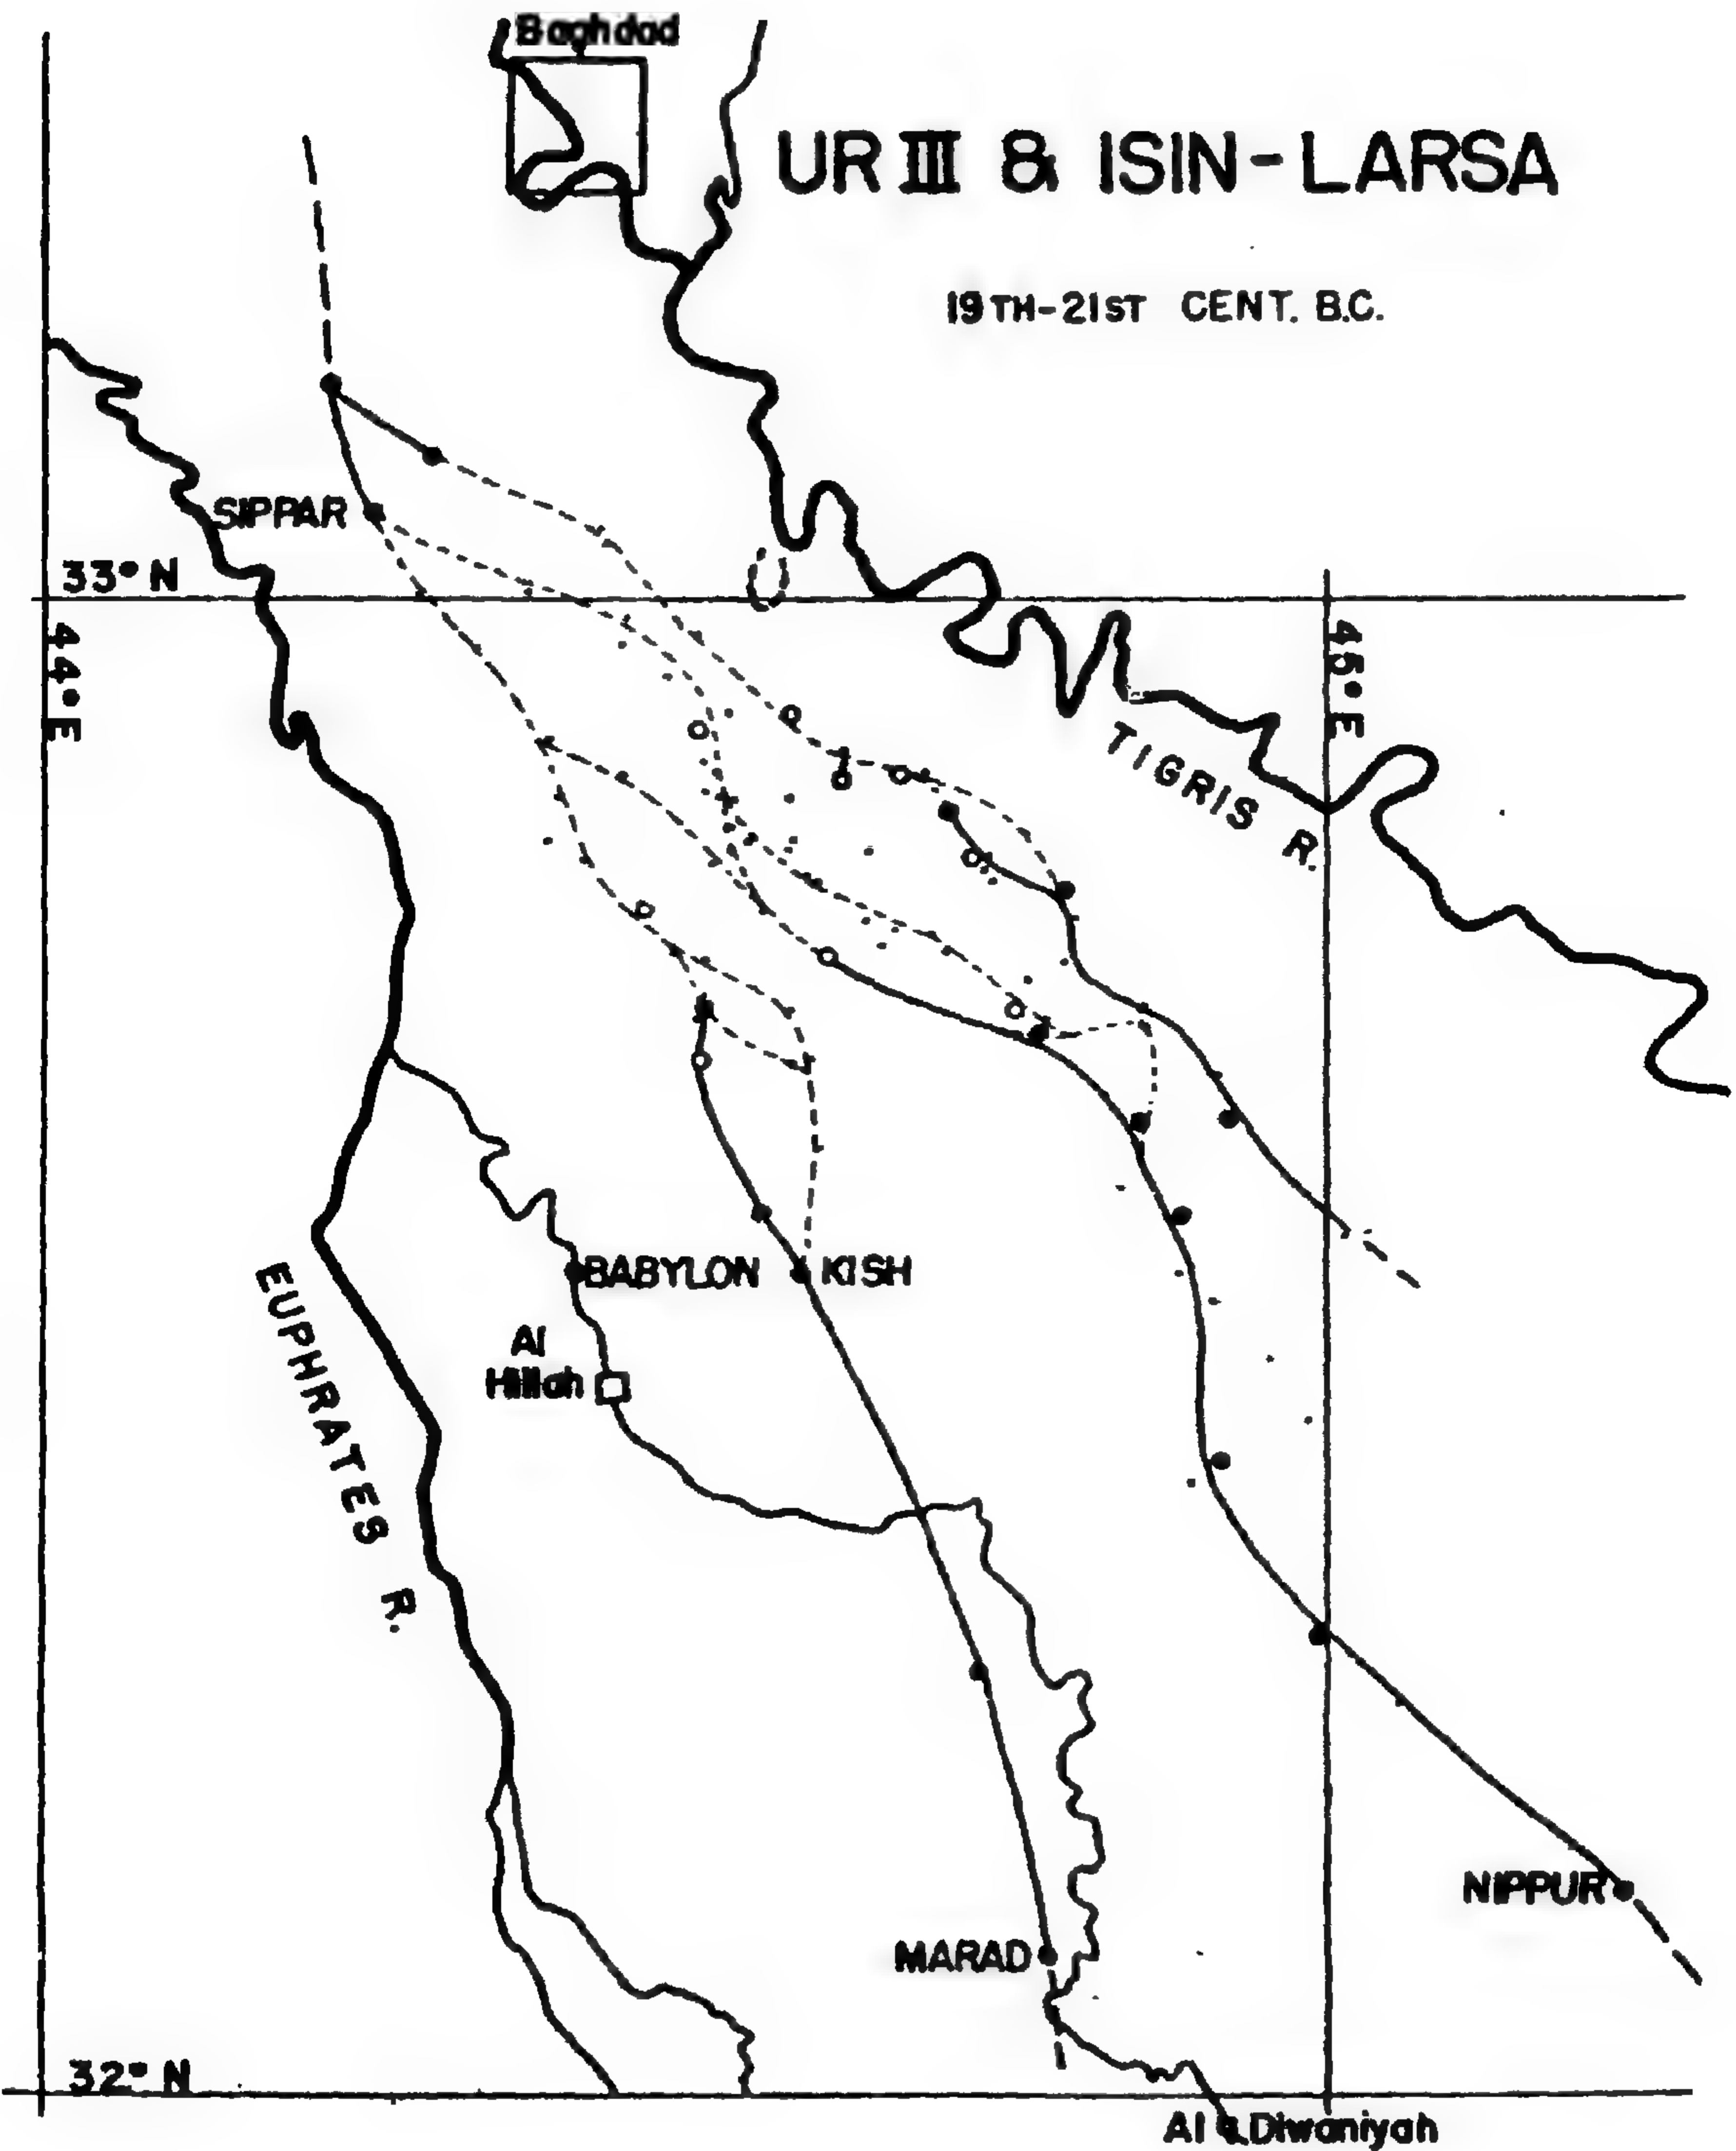 Baghdad
UR III & ISIN-LARSA
19TH-21ST CENT. B.C.
SIPPAR
33° N
44° E
45° E
TIGRIS R.
BABYLON
KISH
EUPHRATES R.
Al
Hillah
NIPPUR
MARAD
32° N
Al Diwaniyah